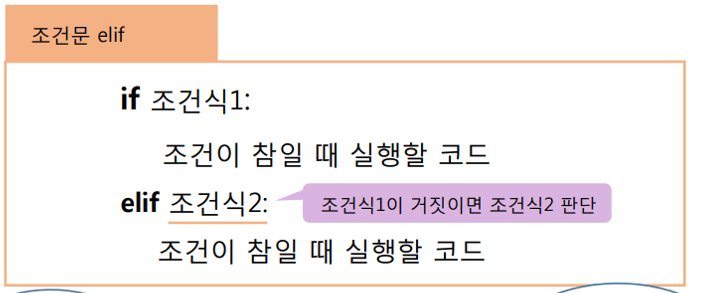 조건문 elif
if 조건식1:
조건이 참일 때 실행할 코드
elif 조건식2:
조건식1이 거짓이면 조건식2 판단
조건이 참일 때 실행할 코드